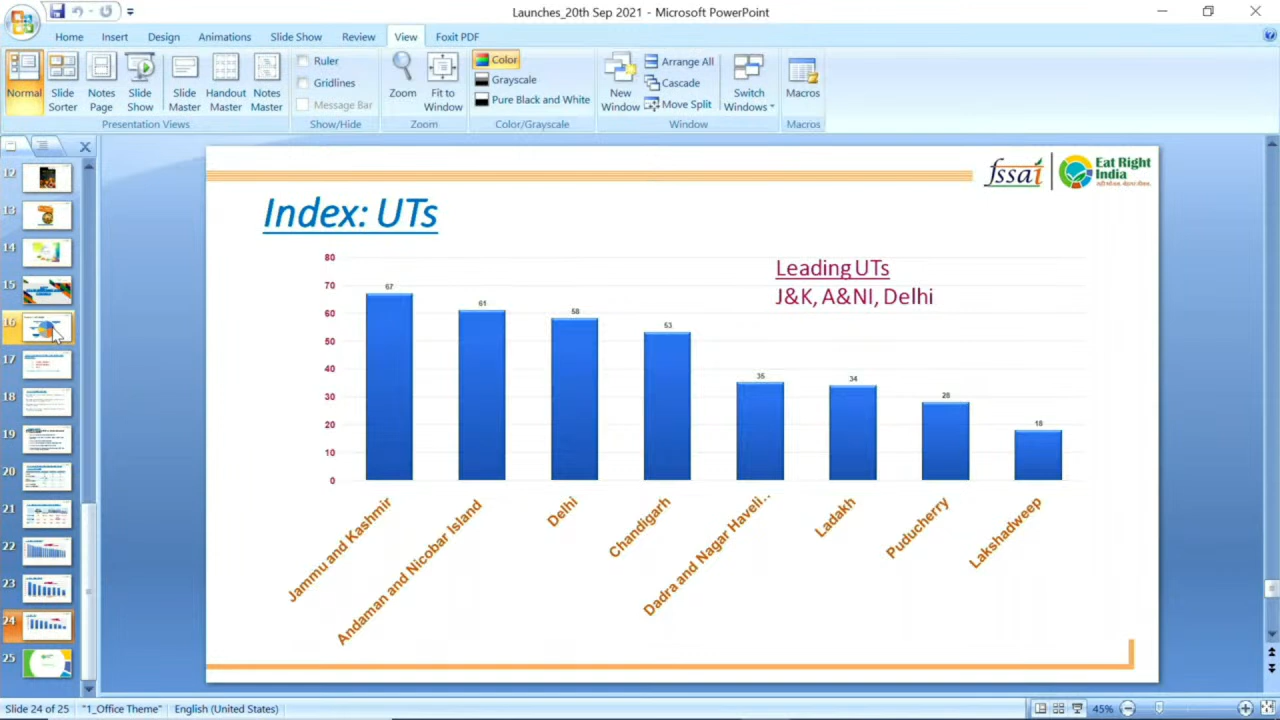 Launches_20th Sep 2021 - Microsoft PowerPoint
Home Insert Design Animations Slide Show Review View Foxit PDF
Normal
Slide Sorter
Notes Page
Slide Show
Slide Master
Handout Master
Notes Master
Presentation Views
Ruler
Gridlines
Message Bar
Show/Hide
Zoom
Fit to Window
Zoom
Color
Grayscale
Pure Black and White
Color/Grayscale
New Window
Arrange All
Cascade
Move Split
Switch Windows
Window
Macros
Macros
12
13
14
15
16
17
18
19
20
21
22
23
24
25
fssai
Eat Right
India
Index: UTs
Leading UTs
J&K, A&NI, Delhi
80
70
60
50
40
30
20
10
0
67
61
58
53
35
34
28
18
Jammu and Kashmir
Andaman and Nicobar Island
Delhi
Chandigarh
Dadra and Nagar Haveli...
Ladakh
Puducherry
Lakshadweep
Slide 24 of 25 "1_Office Theme" English (United States) 45%